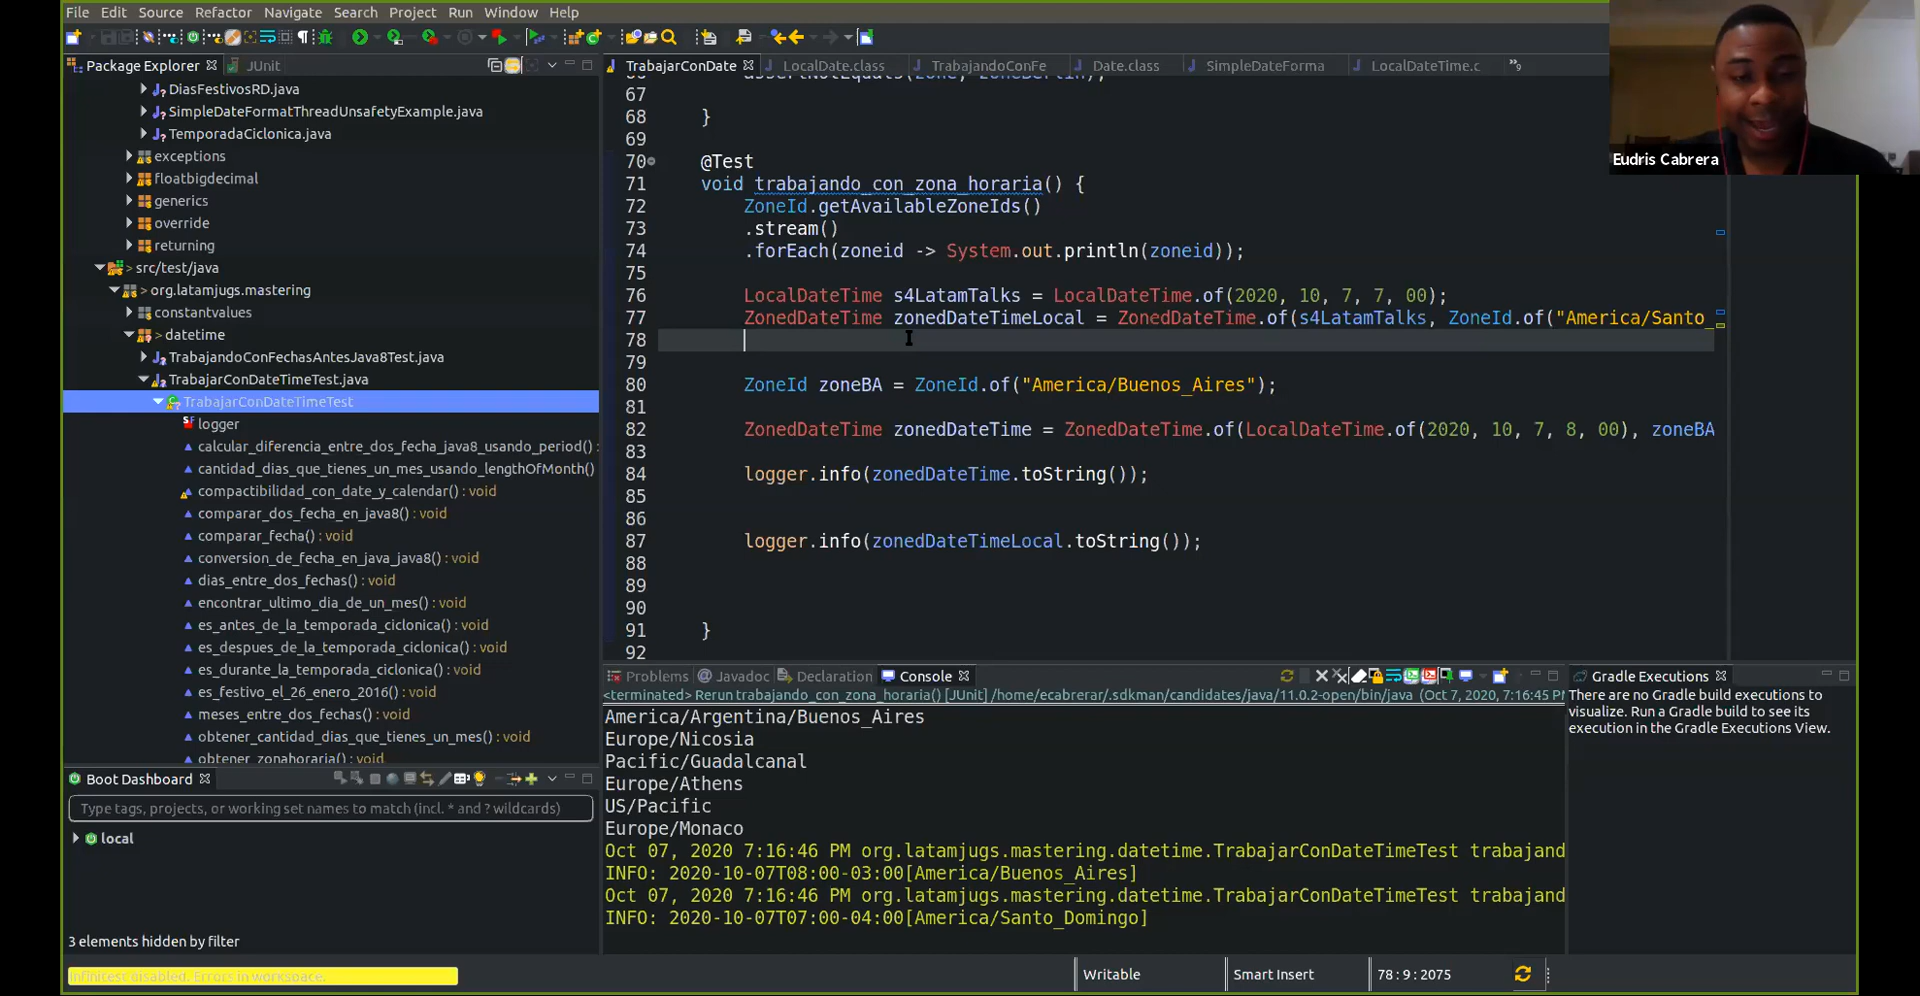 File Edit Source Refactor Navigate Search Project Run Window Help
Package Explorer
JUnit
DiasFestivosRD.java
SimpleDateFormatThreadUnsafetyExample.java
TemporadaCiclonica.java
exceptions
floatbigdecimal
generics
override
returning
> src/test/java
> org.latamjugs.mastering
constantvalues
> datetime
TrabajandoConFechasAntesJava8Test.java
TrabajarConDateTimeTest.java
TrabajarConDateTimeTest
logger
calcular_diferencia_entre_dos_fecha_java8_usando_period() :
cantidad_dias_que_tienes_un_mes_usando_lengthOfMonth()
compactibilidad_con_date_y_calendar() : void
comparar_dos_fecha_en_java8() : void
comparar_fecha() : void
conversion_de_fecha_en_java_java8() : void
dias_entre_dos_fechas() : void
encontrar_ultimo_dia_de_un_mes() : void
es_antes_de_la_temporada_ciclonica() : void
es_despues_de_la_temporada_ciclonica() : void
es_durante_la_temporada_ciclonica() : void
es_festivo_el_26_enero_2016() : void
meses_entre_dos_fechas() : void
obtener_cantidad_dias_que_tienes_un_mes() : void
obtener_zonahoraria() : void
Boot Dashboard
Type tags, projects, or working set names to match (incl. * and ? wildcards)
local
3 elements hidden by filter
Infinitest disabled. Errors in workspace.
TrabajarConDate
LocalDate.class
TrabajandoConFe
Date.class
SimpleDateForma
LocalDateTime.c
»9
66 assertNotEquals(zone, zoneBerlin);
67
68 }
69
70 @Test
71 void trabajando_con_zona_horaria() {
72 ZoneId.getAvailableZoneIds()
73 .stream()
74 .forEach(zoneid -> System.out.println(zoneid));
75
76 LocalDateTime s4LatamTalks = LocalDateTime.of(2020, 10, 7, 7, 00);
77 ZonedDateTime zonedDateTimeLocal = ZonedDateTime.of(s4LatamTalks, ZoneId.of("America/Santo_
78
79
80 ZoneId zoneBA = ZoneId.of("America/Buenos_Aires");
81
82 ZonedDateTime zonedDateTime = ZonedDateTime.of(LocalDateTime.of(2020, 10, 7, 8, 00), zoneBA
83
84 logger.info(zonedDateTime.toString());
85
86
87 logger.info(zonedDateTimeLocal.toString());
88
89
90
91 }
92
Eudris Cabrera
Problems @ Javadoc Declaration Console
<terminated> Rerun trabajando_con_zona_horaria() [JUnit] /home/ecabrerar/.sdkman/candidates/java/11.0.2-open/bin/java (Oct 7, 2020, 7:16:45 PM
America/Argentina/Buenos_Aires
Europe/Nicosia
Pacific/Guadalcanal
Europe/Athens
US/Pacific
Europe/Monaco
Oct 07, 2020 7:16:46 PM org.latamjugs.mastering.datetime.TrabajarConDateTimeTest trabajand
INFO: 2020-10-07T08:00-03:00[America/Buenos_Aires]
Oct 07, 2020 7:16:46 PM org.latamjugs.mastering.datetime.TrabajarConDateTimeTest trabajand
INFO: 2020-10-07T07:00-04:00[America/Santo_Domingo]
Gradle Executions
There are no Gradle build executions to
visualize. Run a Gradle build to see its
execution in the Gradle Executions View.
Writable
Smart Insert
78 : 9 : 2075